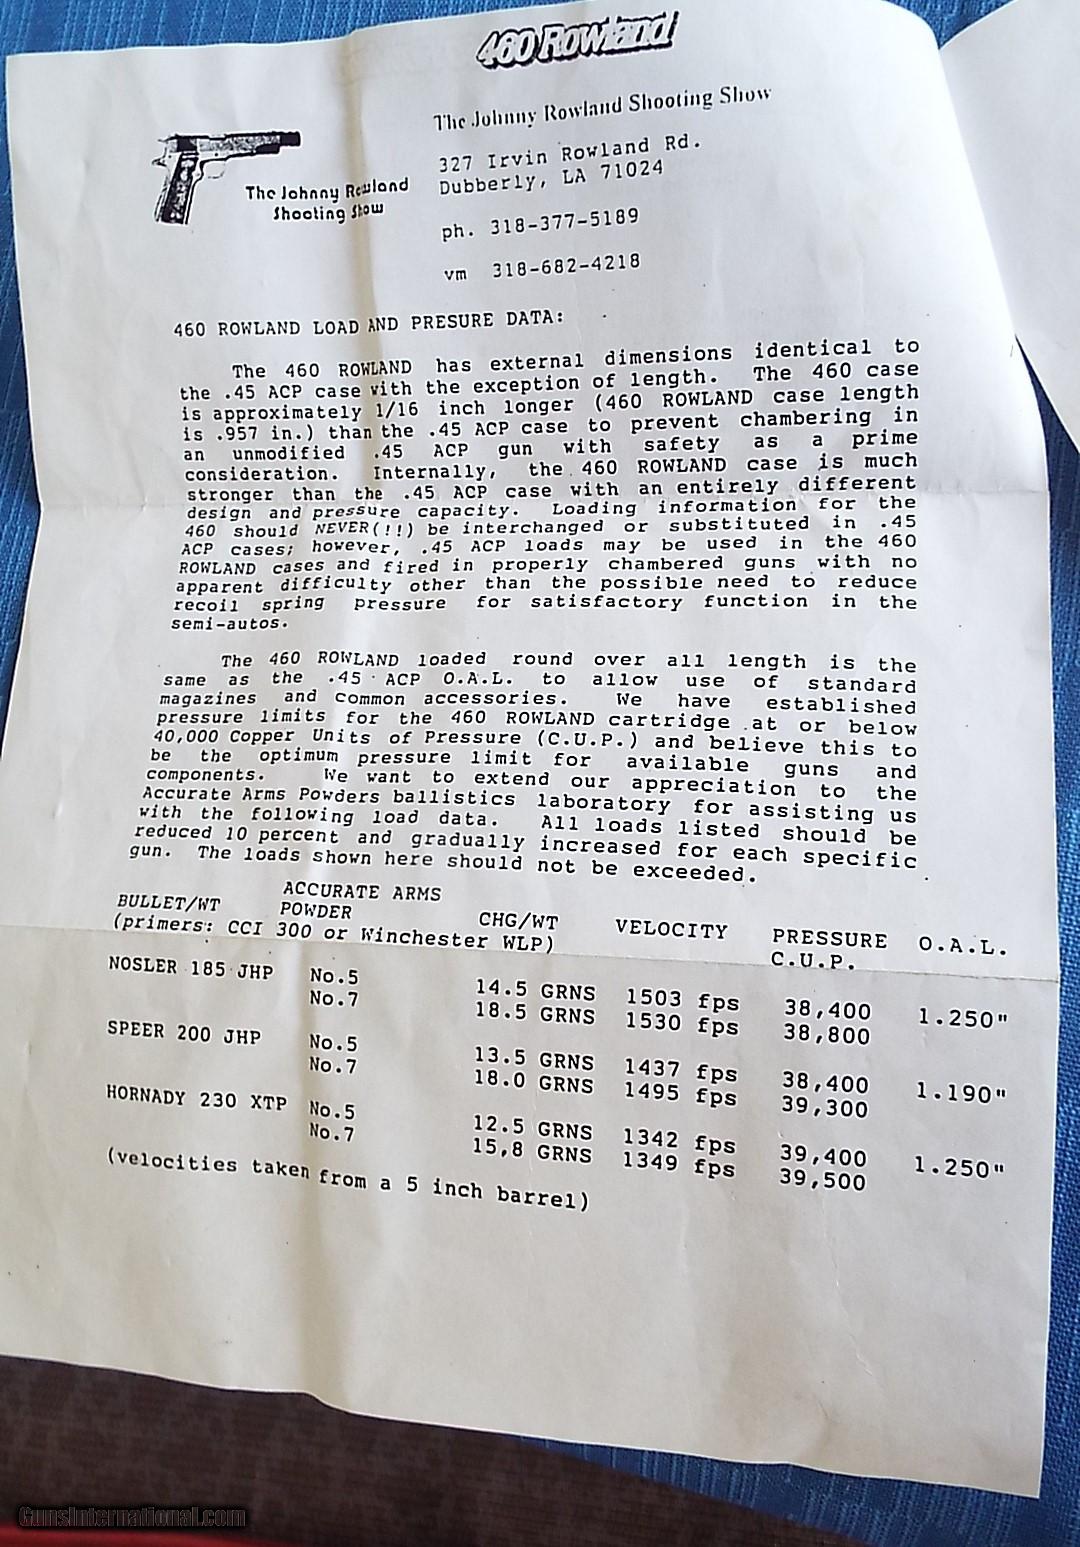 460 Rowland
The Johnny Rowland Shooting Show
327 Irvin Rowland Rd.
Dubberly, LA 71024
The Johnny Rowland
Shooting Show
ph. 318-377-5189
vm 318-682-4218
460 ROWLAND LOAD AND PRESURE DATA:
The 460 ROWLAND has external dimensions identical to
the .45 ACP case with the exception of length. The 460 case
is approximately 1/16 inch longer (460 ROWLAND case length
is .957 in.) than the .45 ACP case to prevent chambering in
an unmodified .45 ACP gun with safety as a prime
consideration. Internally, the 460 ROWLAND case is much
stronger than the .45 ACP case with an entirely different
design and pressure capacity. Loading information for the
460 should NEVER(!!) be interchanged or substituted in .45
ACP cases; however, .45 ACP loads may be used in the 460
ROWLAND cases and fired in properly chambered guns with no
apparent difficulty other than the possible need to reduce
recoil spring pressure for satisfactory function in the
semi-autos.
The 460 ROWLAND loaded round over all length is the
same as the .45 ACP O.A.L. to allow use of standard
magazines and common accessories. We have established
pressure limits for the 460 ROWLAND cartridge at or below
40,000 Copper Units of Pressure (C.U.P.) and believe this to
be the optimum pressure limit for available guns and
components. We want to extend our appreciation to the
Accurate Arms Powders ballistics laboratory for assisting us
with the following load data. All loads listed should be
reduced 10 percent and gradually increased for each specific
gun. The loads shown here should not be exceeded.
ACCURATE ARMS
BULLET/WT POWDER CHG/WT VELOCITY PRESSURE O.A.L.
(primers: CCI 300 or Winchester WLP) C.U.P.
NOSLER 185 JHP No.5 14.5 GRNS 1503 fps 38,400 1.250"
No.7 18.5 GRNS 1530 fps 38,800
SPEER 200 JHP No.5 13.5 GRNS 1437 fps 38,400 1.190"
No.7 18.0 GRNS 1495 fps 39,300
HORNADY 230 XTP No.5 12.5 GRNS 1342 fps 39,400 1.250"
No.7 15,8 GRNS 1349 fps 39,500
(velocities taken from a 5 inch barrel)
GunsInternational.com